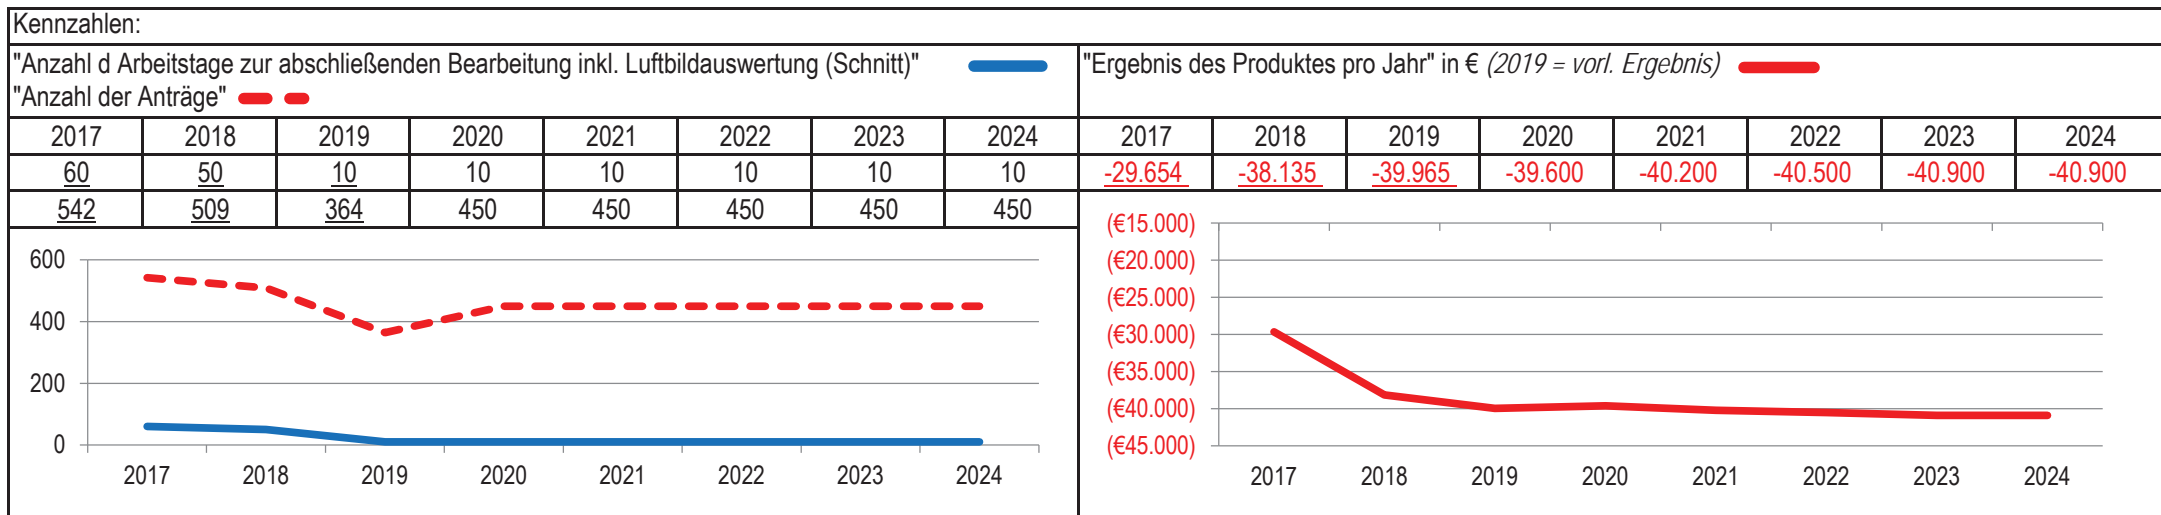 Kennzahlen:
"Anzahl d Arbeitstage zur abschließenden Bearbeitung inkl. Luftbildauswertung (Schnitt)"
"Anzahl der Anträge"
"Ergebnis des Produktes pro Jahr" in € (2019 = vorl. Ergebnis)
2017 2018 2019 2020 2021 2022 2023 2024
60 50 10 10 10 10 10 10
542 509 364 450 450 450 450 450
2017 2018 2019 2020 2021 2022 2023 2024
-29.654 -38.135 -39.965 -39.600 -40.200 -40.500 -40.900 -40.900
600
400
200
0
2017 2018 2019 2020 2021 2022 2023 2024
(€15.000)
(€20.000)
(€25.000)
(€30.000)
(€35.000)
(€40.000)
(€45.000)
2017 2018 2019 2020 2021 2022 2023 2024